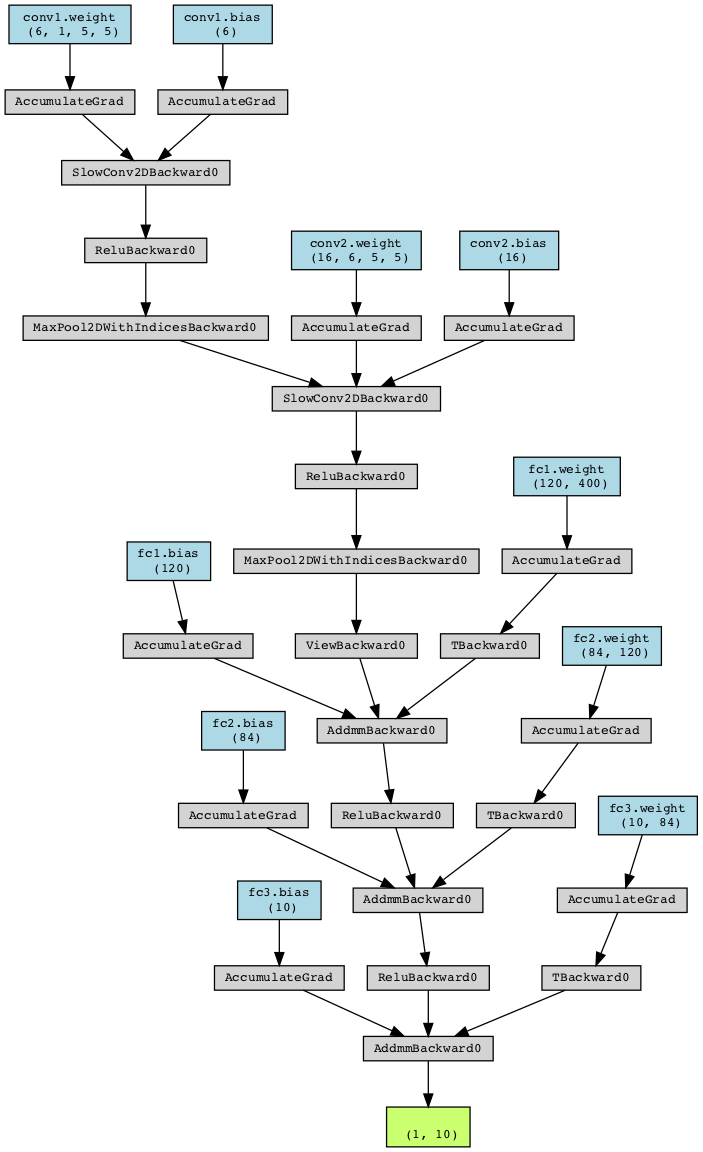 conv1.weight
(6, 1, 5, 5)
conv1.bias
(6)
AccumulateGrad
AccumulateGrad
SlowConv2DBackward0
ReluBackward0
conv2.weight
(16, 6, 5, 5)
conv2.bias
(16)
MaxPool2DWithIndicesBackward0
AccumulateGrad
AccumulateGrad
SlowConv2DBackward0
ReluBackward0
fc1.weight
(120, 400)
fc1.bias
(120)
MaxPool2DWithIndicesBackward0
AccumulateGrad
AccumulateGrad
ViewBackward0
TBackward0
fc2.weight
(84, 120)
fc2.bias
(84)
AddmmBackward0
AccumulateGrad
AccumulateGrad
ReluBackward0
TBackward0
fc3.weight
(10, 84)
fc3.bias
(10)
AddmmBackward0
AccumulateGrad
AccumulateGrad
ReluBackward0
TBackward0
AddmmBackward0
(1, 10)